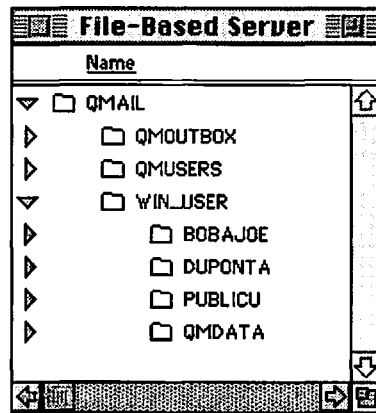 File-Based Server
Name
QMAIL
QMOUTBOX
QMUSERS
WIN_USER
BOBAJOE
DUPONTA
PUBLICU
QMDATA